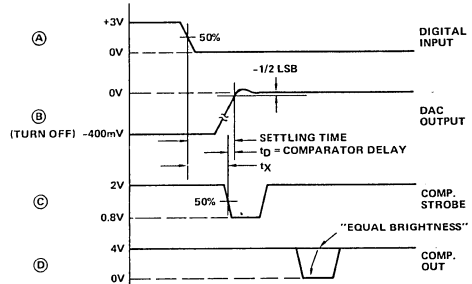 +3V
A
50%
DIGITAL
INPUT
0V
-1/2 LSB
0V
B
DAC
OUTPUT
(TURN OFF) -400mV
SETTLING TIME
tD = COMPARATOR DELAY
tX
2V
C
50%
COMP.
STROBE
0.8V
"EQUAL BRIGHTNESS"
4V
COMP.
OUT
D
0V